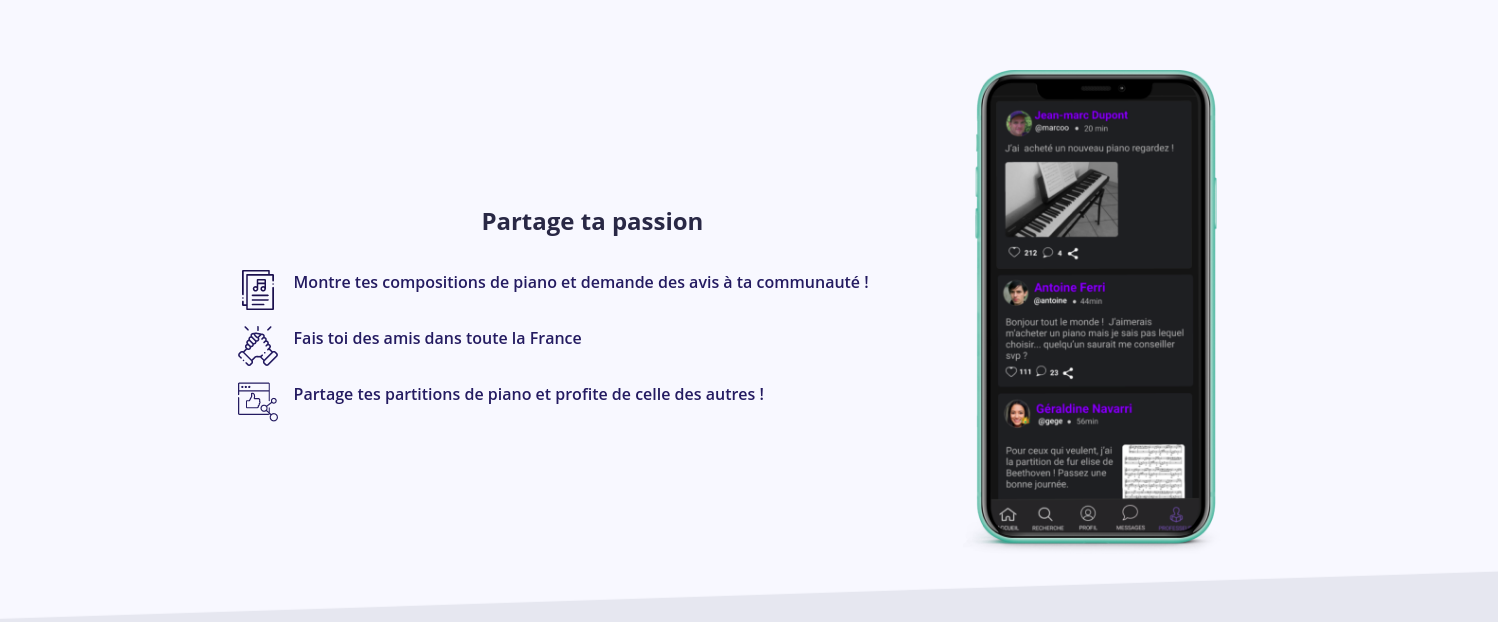 Partage ta passion
Montre tes compositions de piano et demande des avis à ta communauté !
Fais toi des amis dans toute la France
Partage tes partitions de piano et profite de celle des autres !
Jean-marc Dupont
@marcoo • 20 min
J'ai acheté un nouveau piano regardez !
212 4
Antoine Ferri
@antoine • 44min
Bonjour tout le monde ! J'aimerais
m'acheter un piano mais je sais pas lequel
choisir... quelqu'un saurait me conseiller
svp ?
111 23
Géraldine Navarri
@gege • 56min
Pour ceux qui veulent, j'ai
la partition de fur elise de
Beethoven ! Passez une
bonne journée.
CCUEIL RECHERCHE PROFIL MESSAGES